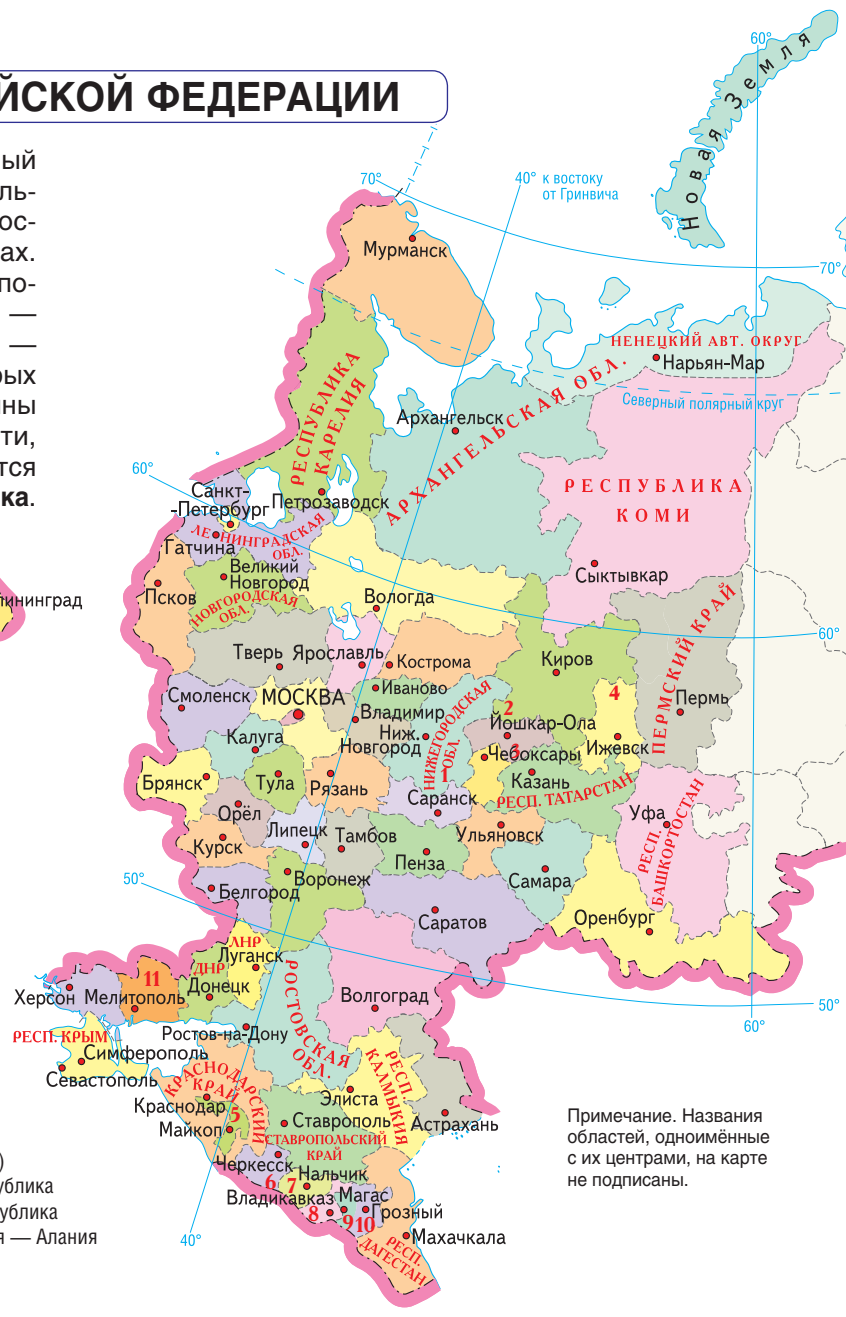 ЙСКОЙ ФЕДЕРАЦИИ
ый
ль-
ос-
ах.
по-
—
—
рых
ны
ти,
тся
ка.
лининград
70°
40° к востоку
от Гринвича
60°
Новая Земля
70°
Мурманск
НЕНЕЦКИЙ АВТ. ОКРУГ
Нарьян-Мар
Северный полярный круг
РЕСПУБЛИКА
КАРЕЛИЯ
Архангельск
АРХАНГЕЛЬСКАЯ ОБЛ.
РЕСПУБЛИКА
КОМИ
60°
Санкт-
-Петербург
Петрозаводск
ЛЕНИНГРАДСКАЯ
ОБЛ.
Гатчина
Великий
Новгород
НОВГОРОДСКАЯ
ОБЛ.
Псков
Вологда
Сыктывкар
60°
Тверь
Ярославль
Кострома
Киров
ПЕРМСКИЙ КРАЙ
Пермь
Смоленск
МОСКВА
Иваново
Владимир
Ниж.
Новгород
НИЖЕГОРОДСКАЯ
ОБЛ.
1
2
Йошкар-Ола
3
Чебоксары
4
Ижевск
Калуга
Брянск
Тула
Рязань
Казань
РЕСП. ТАТАРСТАН
Саранск
Орёл
Липецк
Тамбов
Ульяновск
Уфа
РЕСП.
БАШКОРТОСТАН
Курск
Пенза
50°
Белгород
Воронеж
Самара
Саратов
Оренбург
ЛНР
Луганск
ДНР
Донецк
11
Херсон
Мелитополь
Волгоград
50°
60°
РЕСП. КРЫМ
Симферополь
Севастополь
Ростов-на-Дону
РОСТОВСКАЯ
ОБЛ.
КРАСНОДАРСКИЙ
КРАЙ
Краснодар
5
Майкоп
Элиста
РЕСП.
КАЛМЫКИЯ
Ставрополь
СТАВРОПОЛЬСКИЙ
КРАЙ
Астрахань
Черкесск
6
7
Нальчик
Владикавказ
8
Магас
9
10
Грозный
РЕСП.
ДАГЕСТАН
Махачкала
40°
Примечание. Названия
областей, одноимённые
с их центрами, на карте
не подписаны.
)
ублика
ублика
я — Алания